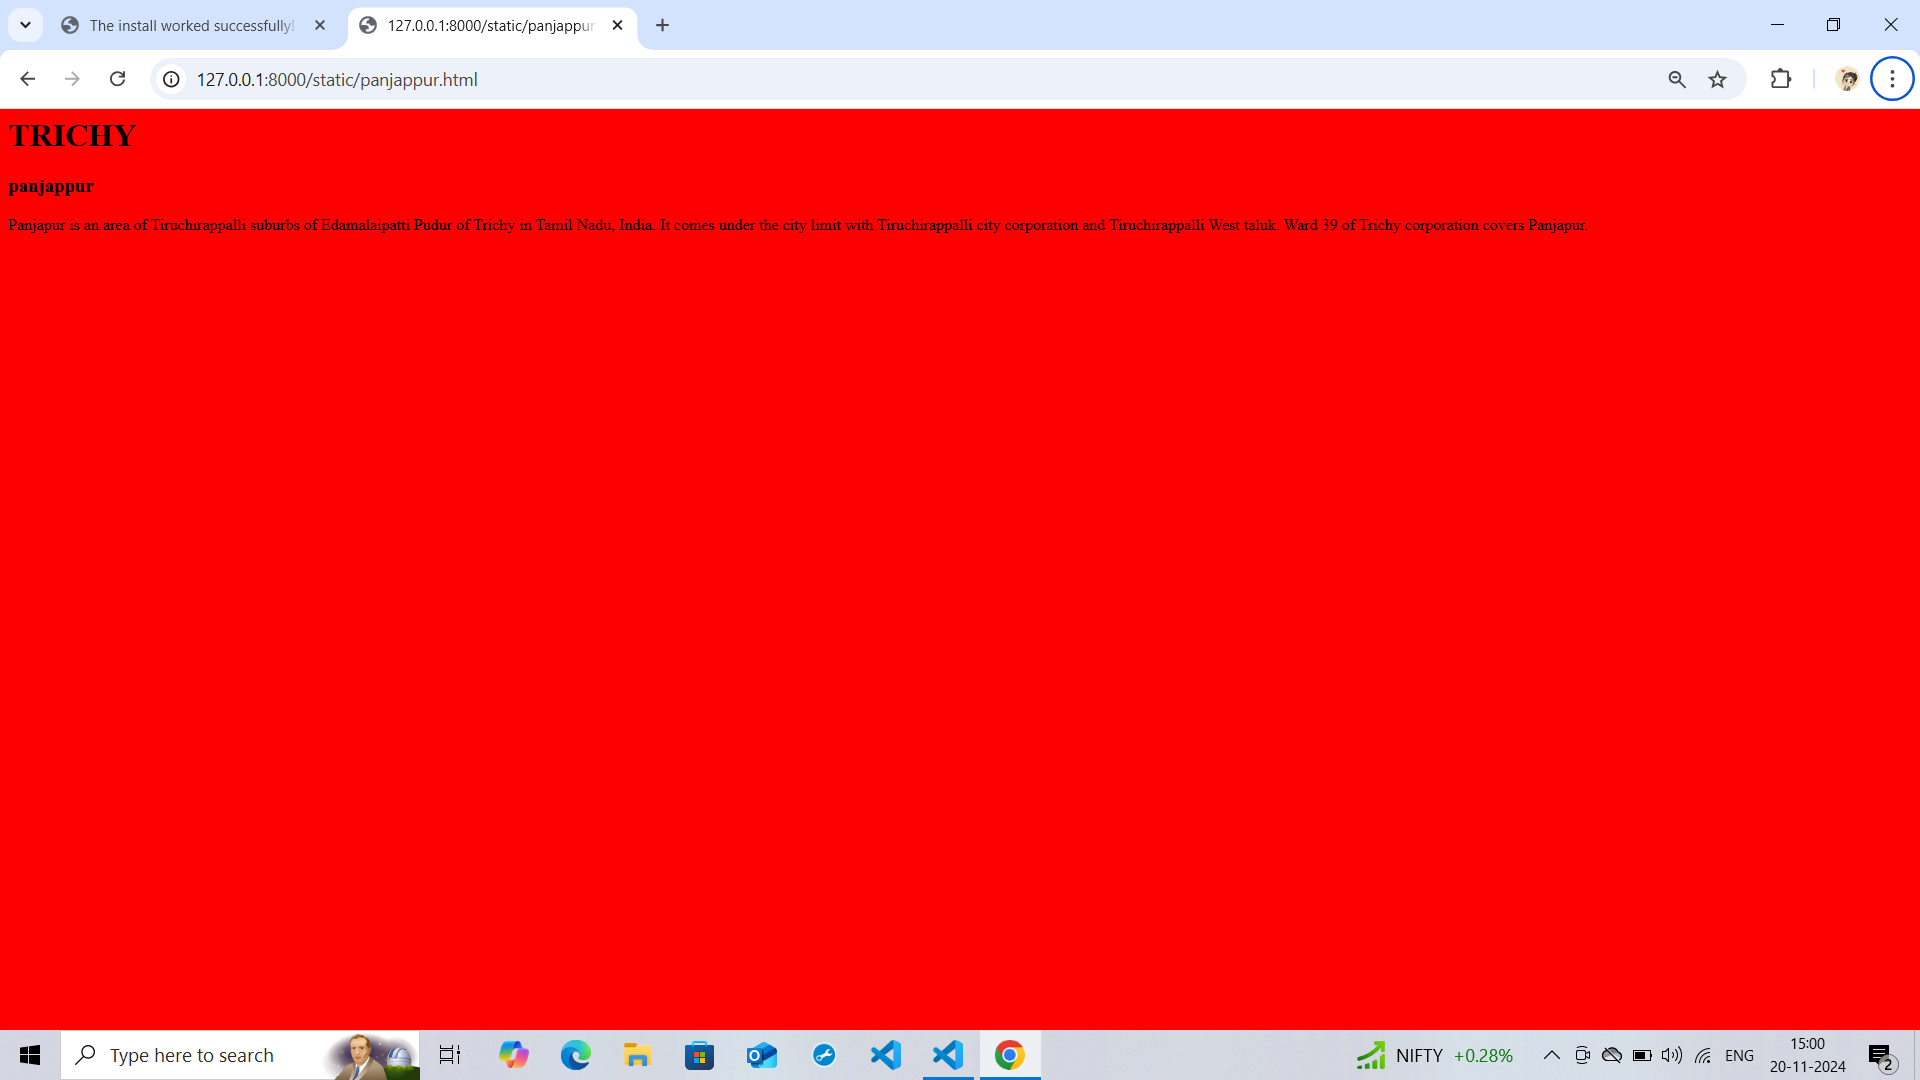 The install worked successfully!
127.0.0.1:8000/static/panjappur
127.0.0.1:8000/static/panjappur.html
TRICHY
panjappur
Panjapur is an area of Tiruchirappalli suburbs of Edamalaipatti Pudur of Trichy in Tamil Nadu, India. It comes under the city limit with Tiruchirappalli city corporation and Tiruchirappalli West taluk. Ward 39 of Trichy corporation covers Panjapur.
Type here to search
NIFTY +0.28%
ENG
15:00
20-11-2024
2